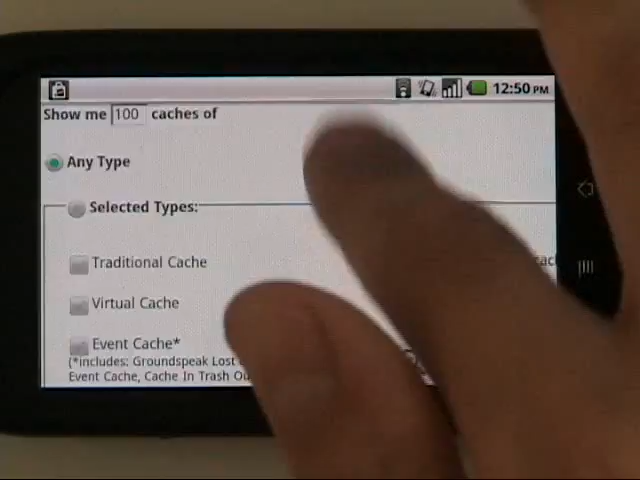 12:50 PM
Show me 100 caches of
Any Type
Selected Types:
Traditional Cache
Virtual Cache
Event Cache*
(*includes: Groundspeak Lost
Event Cache, Cache In Trash